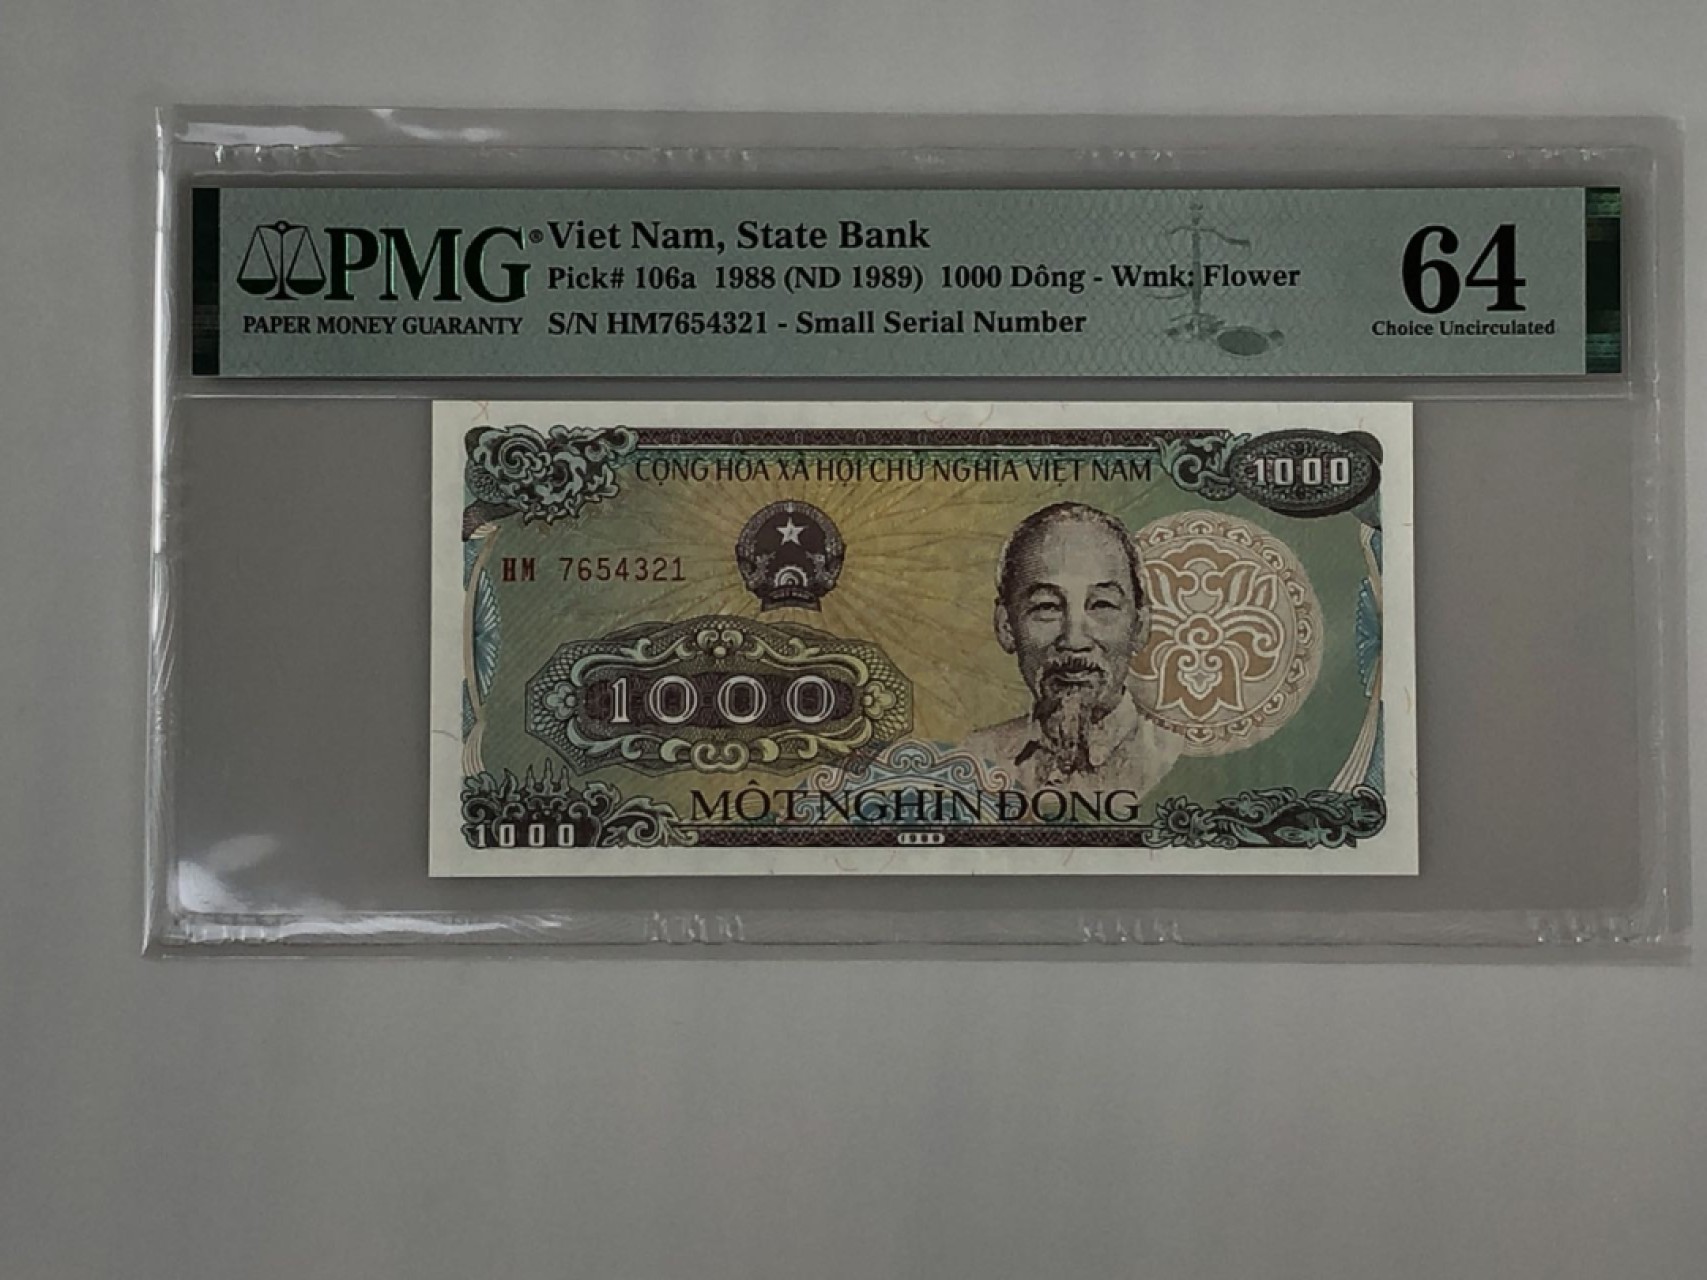 PMG®
PAPER MONEY GUARANTY
Viet Nam, State Bank
Pick# 106a 1988 (ND 1989) 1000 Dông - Wmk: Flower
S/N HM7654321 - Small Serial Number
64
Choice Uncirculated
CỘNG HÒA XÃ HỘI CHỦ NGHĨA VIỆT NAM
1000
HM 7654321
1000
MỘT NGHÌN ĐỒNG
1000
1988